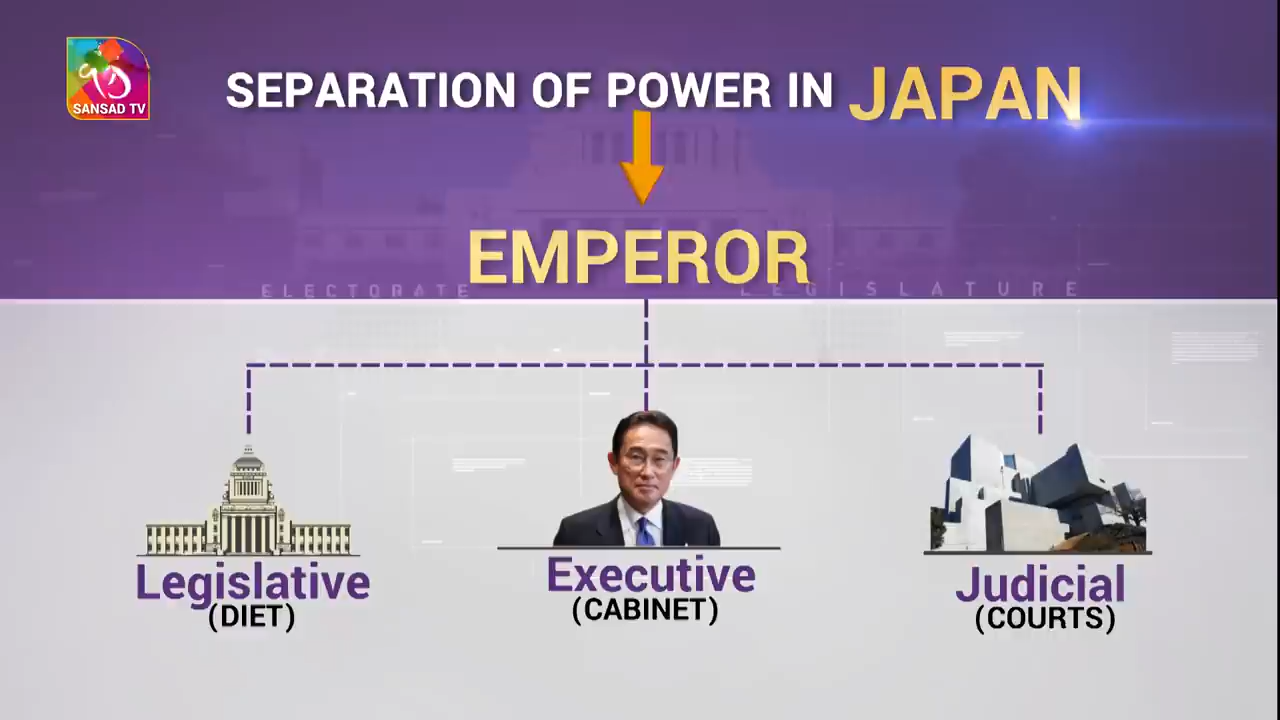 SANSAD TV
SEPARATION OF POWER IN JAPAN
EMPEROR
ELECTORATE
LEGISLATURE
Legislative
(DIET)
Executive
(CABINET)
Judicial
(COURTS)